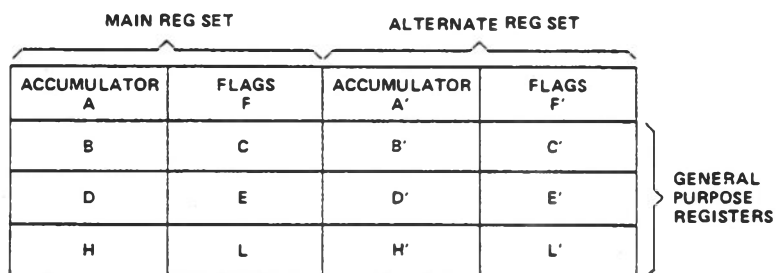 MAIN REG SET ALTERNATE REG SET
ACCUMULATOR A FLAGS F ACCUMULATOR A' FLAGS F'
B C B' C'
D E D' E'
H L H' L'
GENERAL
PURPOSE
REGISTERS